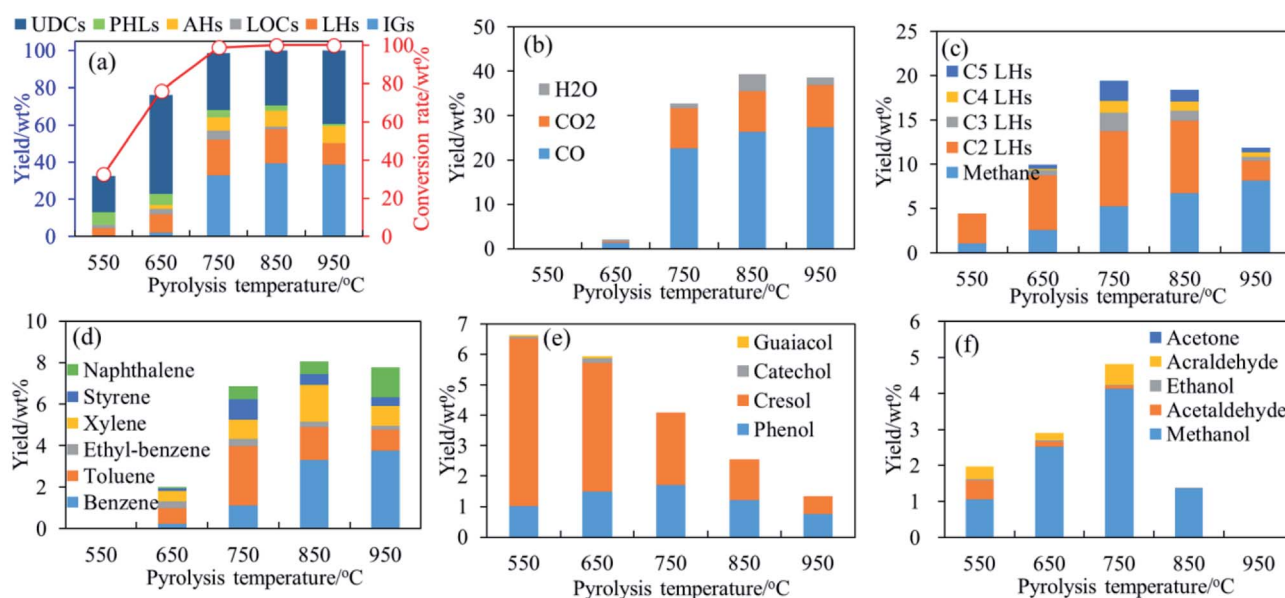 UDCs PHLs AHs LOCs LHs IGs
(a)
Yield/wt%
100
80
60
40
20
0
100
80
60
40
20
0
Conversion rate/wt%
550 650 750 850 950
Pyrolysis temperature/°C
(b)
Yield/wt%
50
40
30
20
10
0
H2O
CO2
CO
550 650 750 850 950
Pyrolysis temperature/°C
(c)
Yield/wt%
25
20
15
10
5
0
C5 LHs
C4 LHs
C3 LHs
C2 LHs
Methane
550 650 750 850 950
Pyrolysis temperature/°C
(d)
Yield/wt%
10
8
6
4
2
0
Naphthalene
Styrene
Xylene
Ethyl-benzene
Toluene
Benzene
550 650 750 850 950
Pyrolysis temperature/°C
(e)
Yield/wt%
7
6
5
4
3
2
1
0
Guaiacol
Catechol
Cresol
Phenol
550 650 750 850 950
Pyrolysis temperature/°C
(f)
Yield/wt%
6
5
4
3
2
1
0
Acetone
Acraldehyde
Ethanol
Acetaldehyde
Methanol
550 650 750 850 950
Pyrolysis temperature/°C